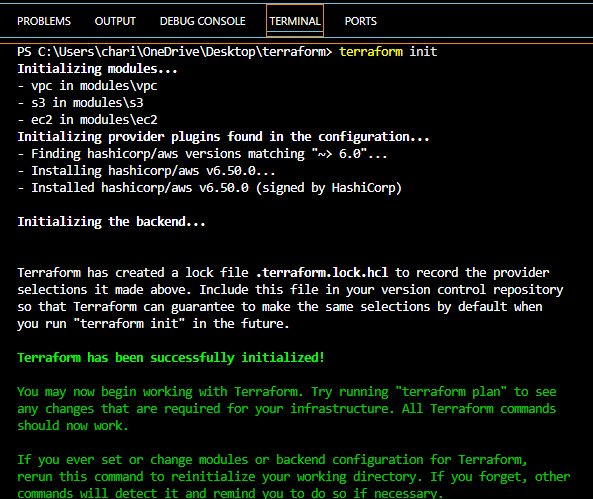 PROBLEMS OUTPUT DEBUG CONSOLE TERMINAL PORTS
PS C:\Users\chari\OneDrive\Desktop\terraform> terraform init
Initializing modules...
- vpc in modules\vpc
- s3 in modules\s3
- ec2 in modules\ec2
Initializing provider plugins found in the configuration...
- Finding hashicorp/aws versions matching "~> 6.0"...
- Installing hashicorp/aws v6.50.0...
- Installed hashicorp/aws v6.50.0 (signed by HashiCorp)
Initializing the backend...
Terraform has created a lock file .terraform.lock.hcl to record the provider
selections it made above. Include this file in your version control repository
so that Terraform can guarantee to make the same selections by default when
you run "terraform init" in the future.
Terraform has been successfully initialized!
You may now begin working with Terraform. Try running "terraform plan" to see
any changes that are required for your infrastructure. All Terraform commands
should now work.
If you ever set or change modules or backend configuration for Terraform,
rerun this command to reinitialize your working directory. If you forget, other
commands will detect it and remind you to do so if necessary.